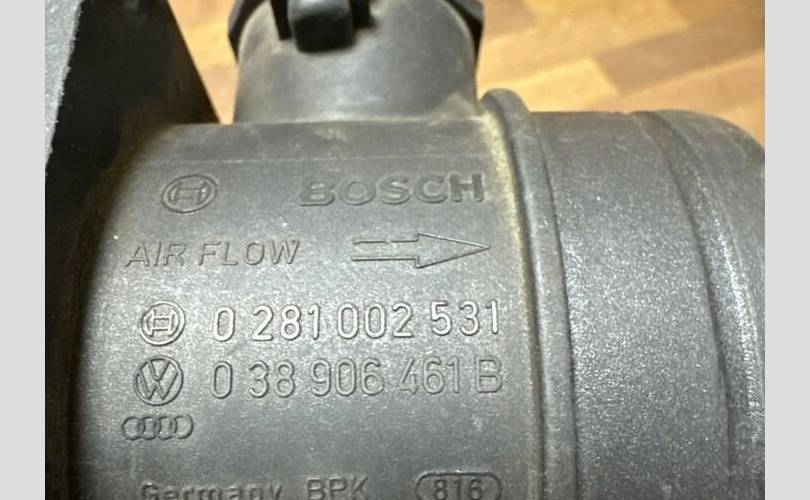 BOSCH
AIR FLOW
0 281 002 531
0 38 906 461 B
Germany BPK 816